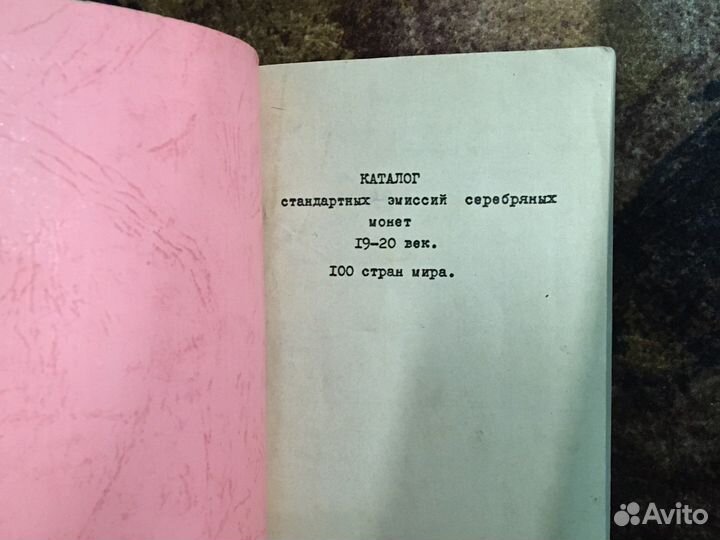 КАТАЛОГ
стандартных эмиссий серебряных
монет
I9-20 век.
I00 стран мира.
Avito